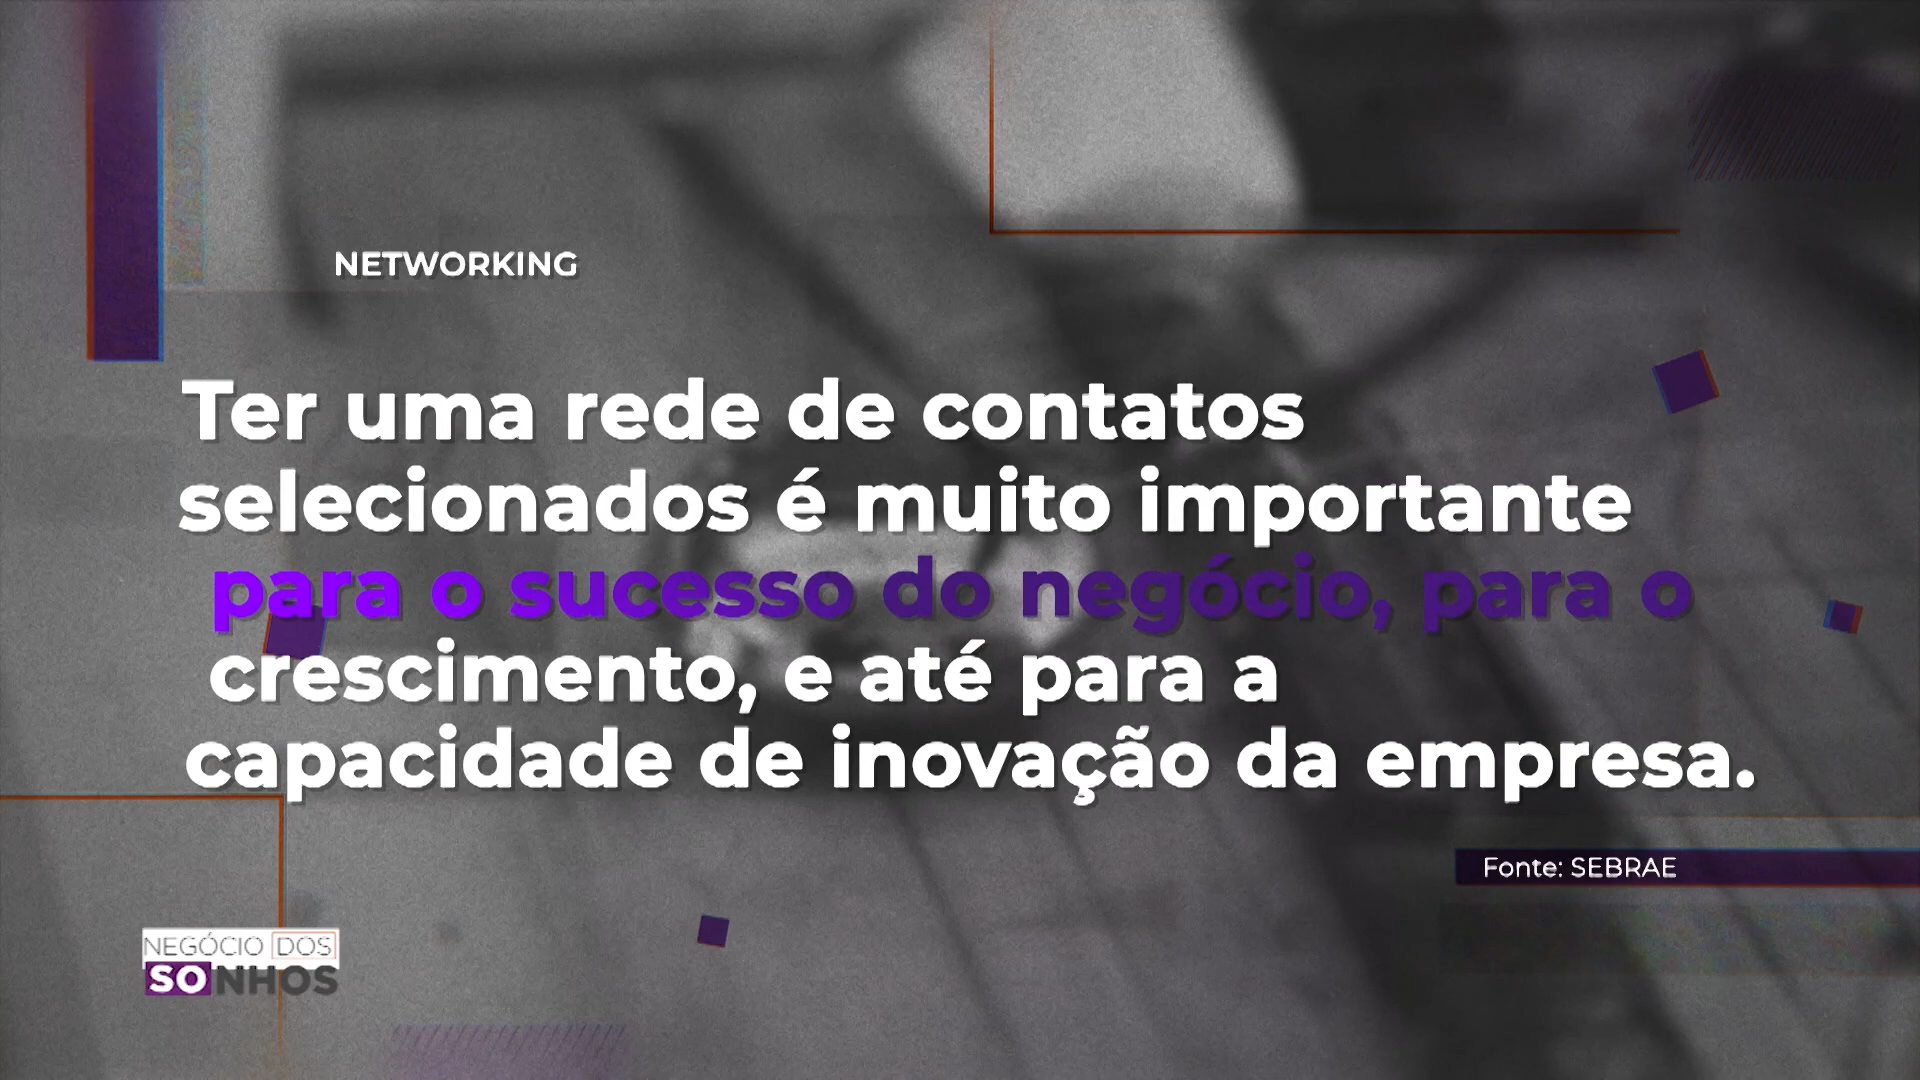 NETWORKING
Ter uma rede de contatos
selecionados é muito importante
para o sucesso do negócio, para o
crescimento, e até para a
capacidade de inovação da empresa.
Fonte: SEBRAE
NEGÓCIO DOS
SONHOS